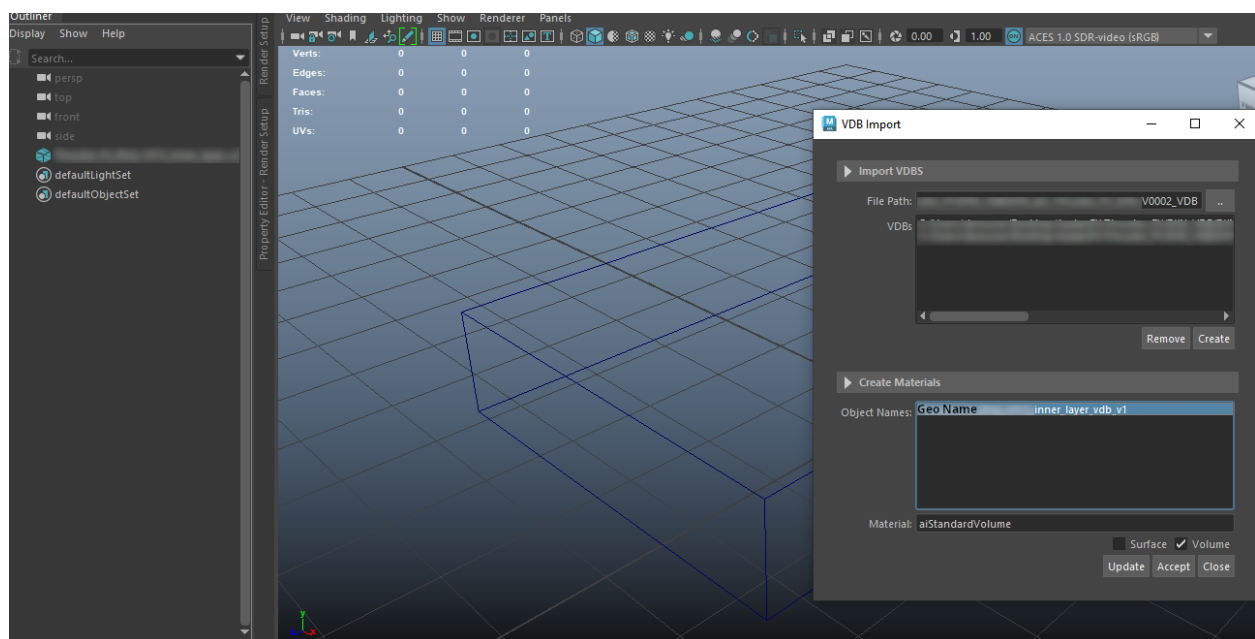 Outliner
Display Show Help
Search...
persp
top
front
side
defaultLightSet
defaultObjectSet
Render Setup
Property Editor - Render Setup
View Shading Lighting Show Renderer Panels
0.00 1.00 ON ACES 1.0 SDR-video (sRGB)
Verts: 0 0 0
Edges: 0 0 0
Faces: 0 0 0
Tris: 0 0 0
UVs: 0 0 0
y
x
M
VDB Import
Import VDBS
File Path: V0002_VDB ..
VDBs
Remove Create
Create Materials
Object Names: Geo Name inner_layer_vdb_v1
Material: aiStandardVolume
Surface Volume
Update Accept Close